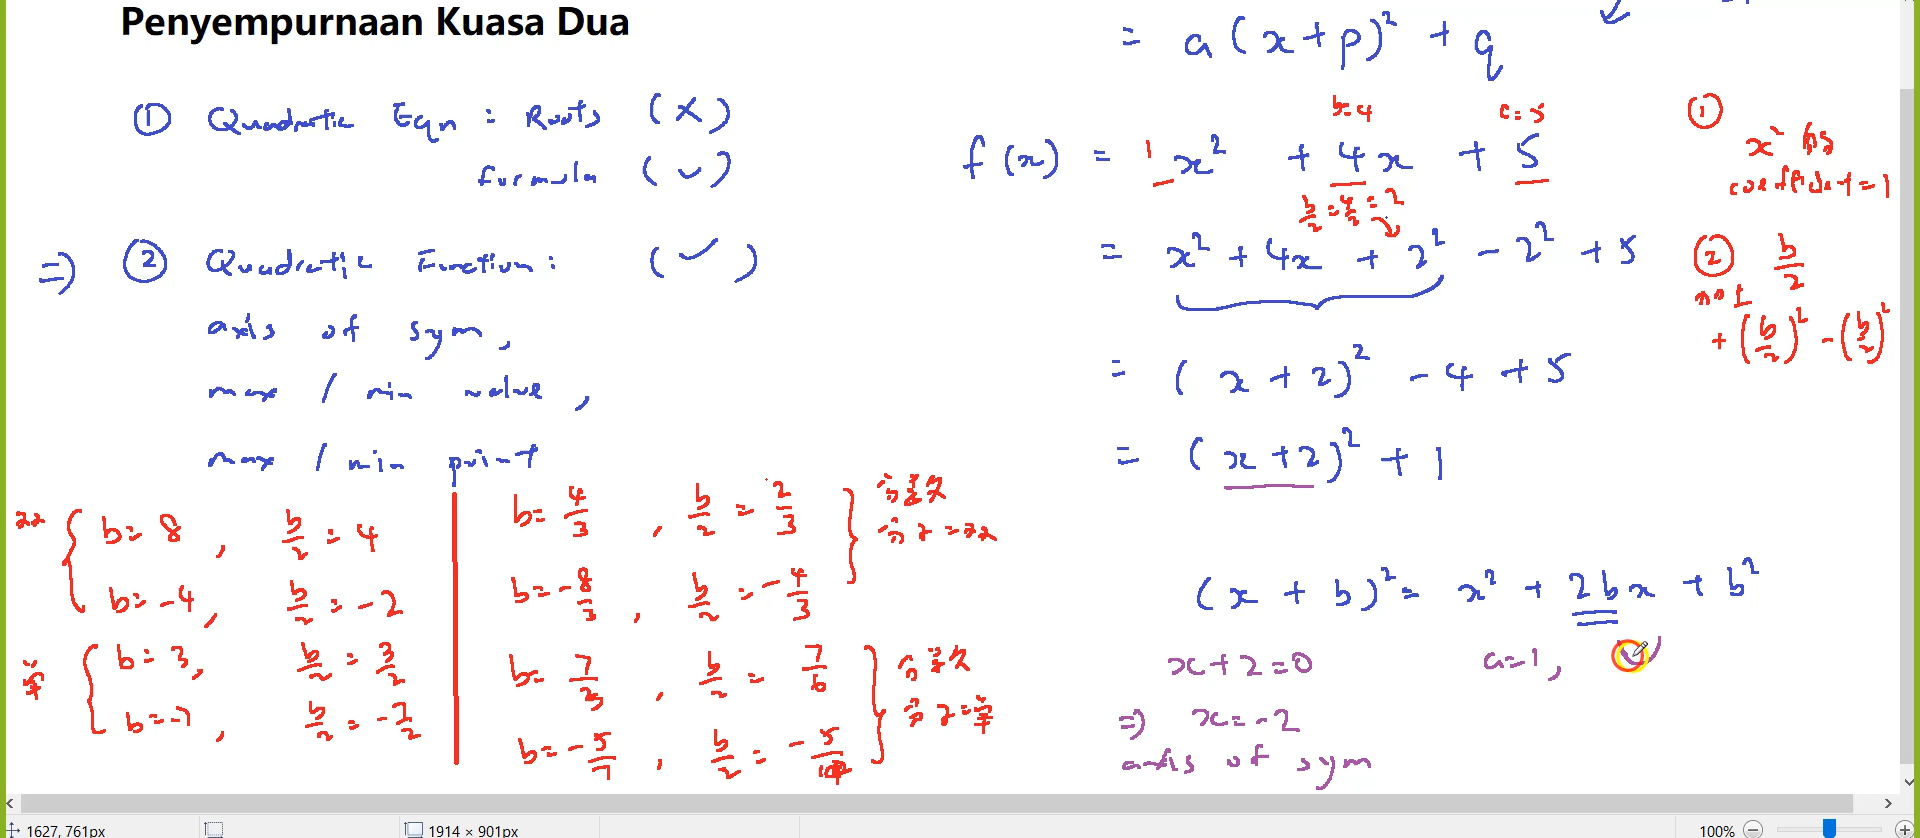 Penyempurnaan Kuasa Dua
① Quadratic Eqn : Roots (×)
formula (✓)
⇒ ② Quadratic Function : (✓)
axis of sym,
max / min value,
max / min point
b = 8, b/2 = 4
b = -4, b/2 = -2
b = 3, b/2 = 3/2
b = -7, b/2 = -7/2
b = 4/3, b/2 = 2/3
b = -8/3, b/2 = -4/3
b = 7/3, b/2 = 7/6
b = -5/7, b/2 = -5/14
= a(x+p)² + q
b=4 c=5
f(x) = 1x² + 4x + 5
b/2 = 4/2 = 2
= x² + 4x + 2² - 2² + 5
= (x+2)² - 4 + 5
= (x+2)² + 1
(x + b)² = x² + 2bx + b²
x+2=0 a=1,
⇒ x=-2
axis of sym
①
x²
coefficient=1
② b/2
+(b/2)² -(b/2)²
1627, 761px 1914 × 901px 100%